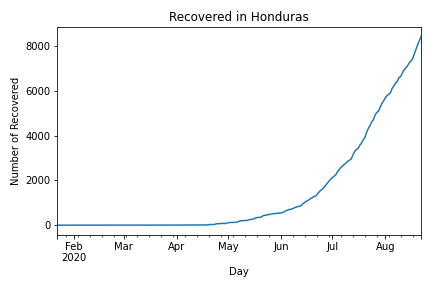 Recovered in Honduras
Number of Recovered
8000
6000
4000
2000
0
Feb Mar Apr May Jun Jul Aug
2020
Day